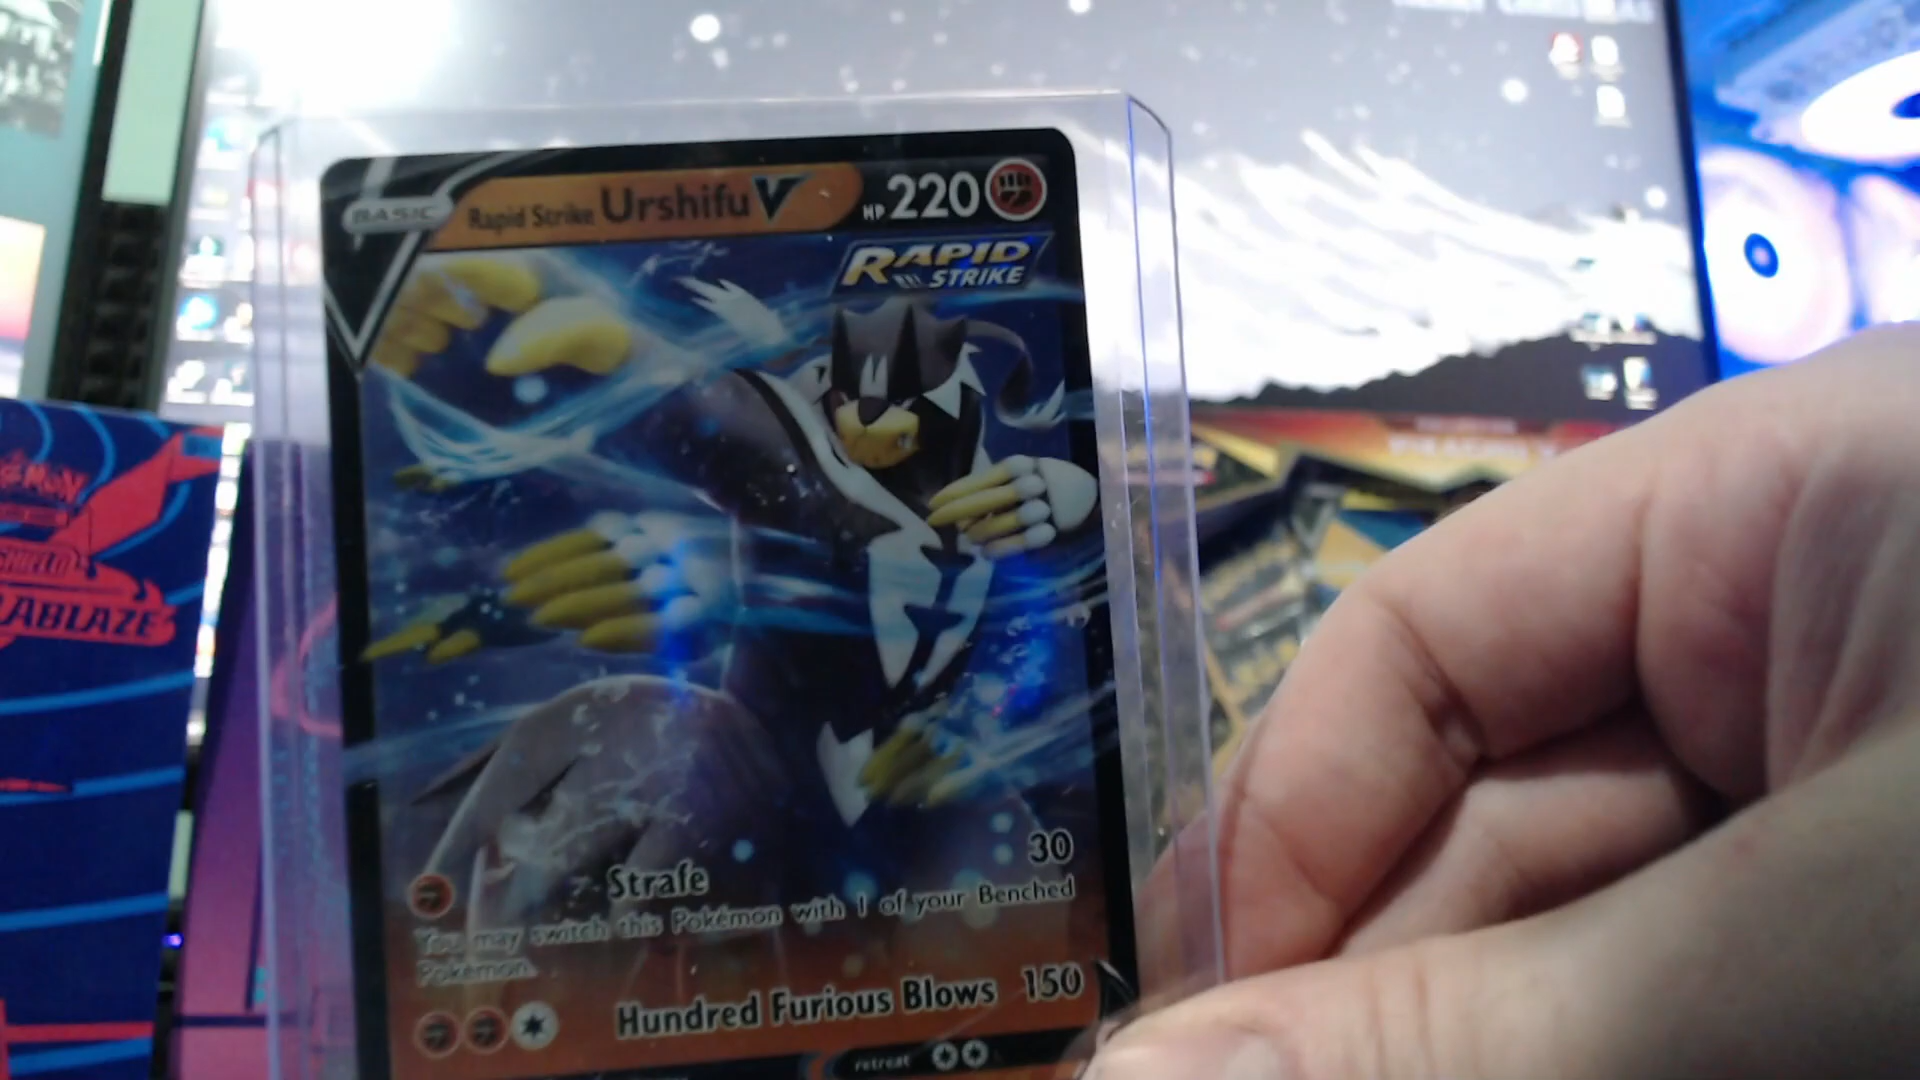 BASIC
Rapid Strike Urshifu V HP 220
RAPID
STRIKE
Strafe 30
You may switch this Pokémon with 1 of your Benched
Pokémon.
Hundred Furious Blows 150
retreat
ABLAZE